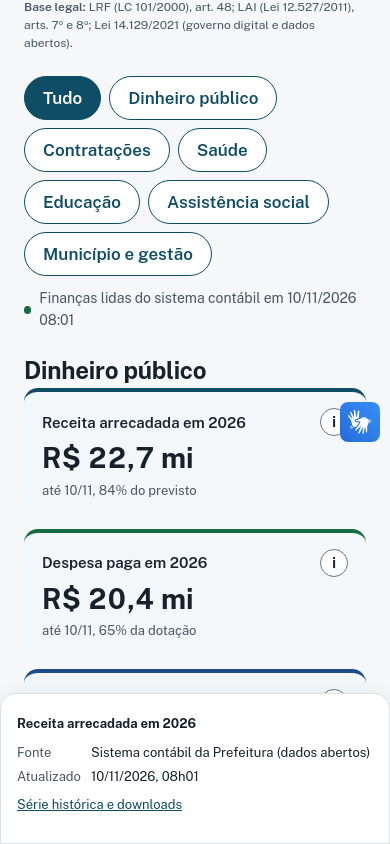 Base legal: LRF (LC 101/2000), art. 48; LAI (Lei 12.527/2011),
arts. 7º e 8º; Lei 14.129/2021 (governo digital e dados
abertos).
Tudo
Dinheiro público
Contratações
Saúde
Educação
Assistência social
Município e gestão
Finanças lidas do sistema contábil em 10/11/2026
08:01
Dinheiro público
Receita arrecadada em 2026
i
R$ 22,7 mi
até 10/11, 84% do previsto
Despesa paga em 2026
i
R$ 20,4 mi
até 10/11, 65% da dotação
Receita arrecadada em 2026
Fonte Sistema contábil da Prefeitura (dados abertos)
Atualizado 10/11/2026, 08h01
Série histórica e downloads